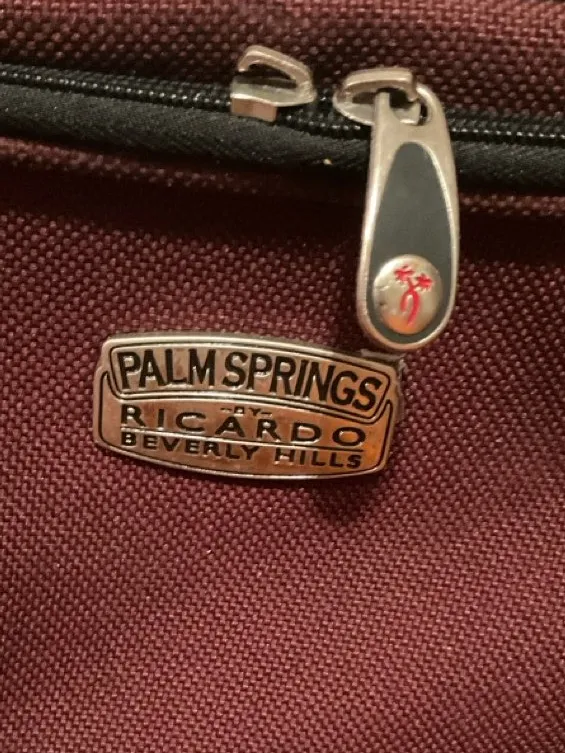 PALM SPRINGS
-BY-
RICARDO
BEVERLY HILLS